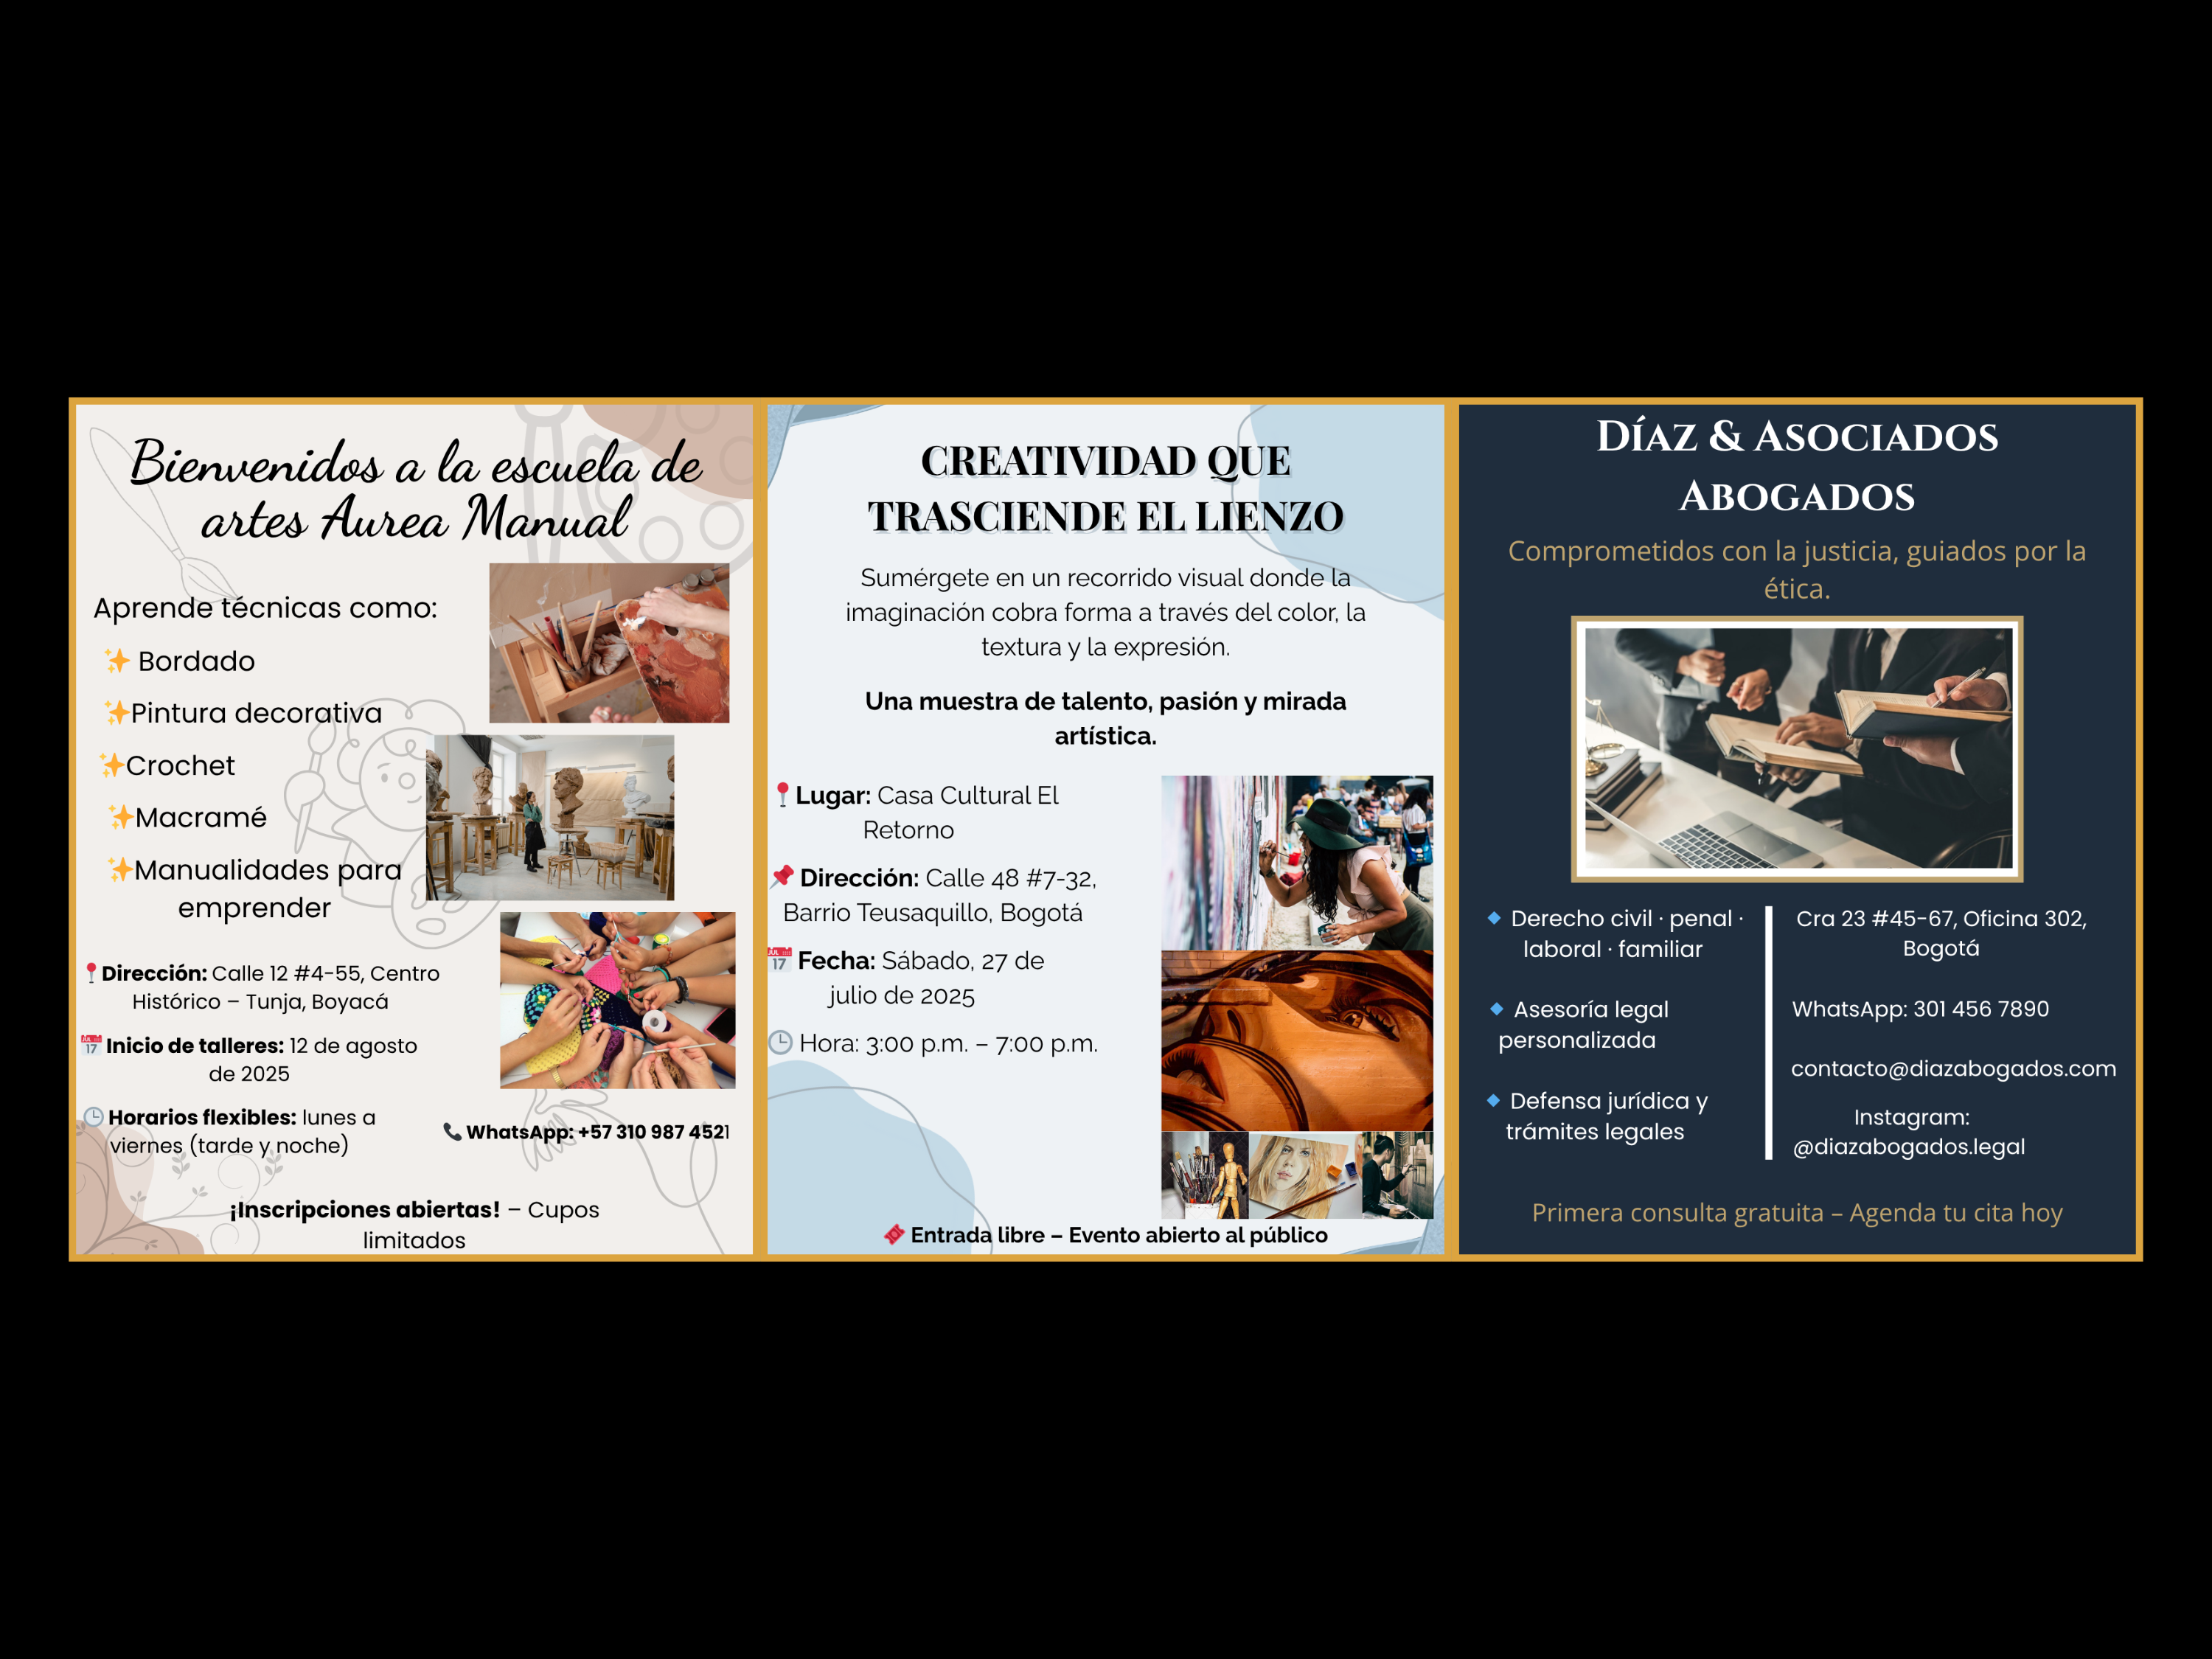 Bienvenidos a la escuela de
artes Aurea Manual
Aprende técnicas como:
✨ Bordado
✨Pintura decorativa
✨Crochet
✨Macramé
✨Manualidades para
emprender
📍Dirección: Calle 12 #4-55, Centro
Histórico – Tunja, Boyacá
📅Inicio de talleres: 12 de agosto
de 2025
🕒Horarios flexibles: lunes a
viernes (tarde y noche)
📞WhatsApp: +57 310 987 4521
¡Inscripciones abiertas! – Cupos
limitados
CREATIVIDAD QUE
TRASCIENDE EL LIENZO
Sumérgete en un recorrido visual donde la
imaginación cobra forma a través del color, la
textura y la expresión.
Una muestra de talento, pasión y mirada
artística.
📍Lugar: Casa Cultural El
Retorno
📌Dirección: Calle 48 #7-32,
Barrio Teusaquillo, Bogotá
📅 Fecha: Sábado, 27 de
julio de 2025
🕒 Hora: 3:00 p.m. – 7:00 p.m.
🎟️ Entrada libre – Evento abierto al público
Díaz & Asociados
Abogados
Comprometidos con la justicia, guiados por la
ética.
🔹 Derecho civil · penal ·
laboral · familiar
🔹 Asesoría legal
personalizada
🔹 Defensa jurídica y
trámites legales
Cra 23 #45-67, Oficina 302,
Bogotá
WhatsApp: 301 456 7890
contacto@diazabogados.com
Instagram:
@diazabogados.legal
Primera consulta gratuita – Agenda tu cita hoy